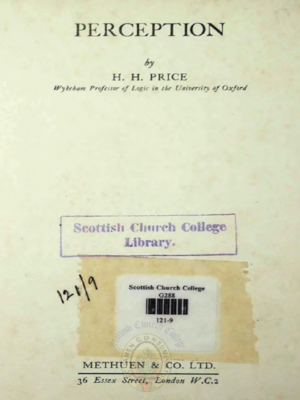 PERCEPTION
by
H. H. PRICE
Wykeham Professor of Logic in the University of Oxford
Scottish Church College
Library.
121/9
Scottish Church College
G288
121-9
METHUEN & CO. LTD.
36 Essex Street, London W.C.2